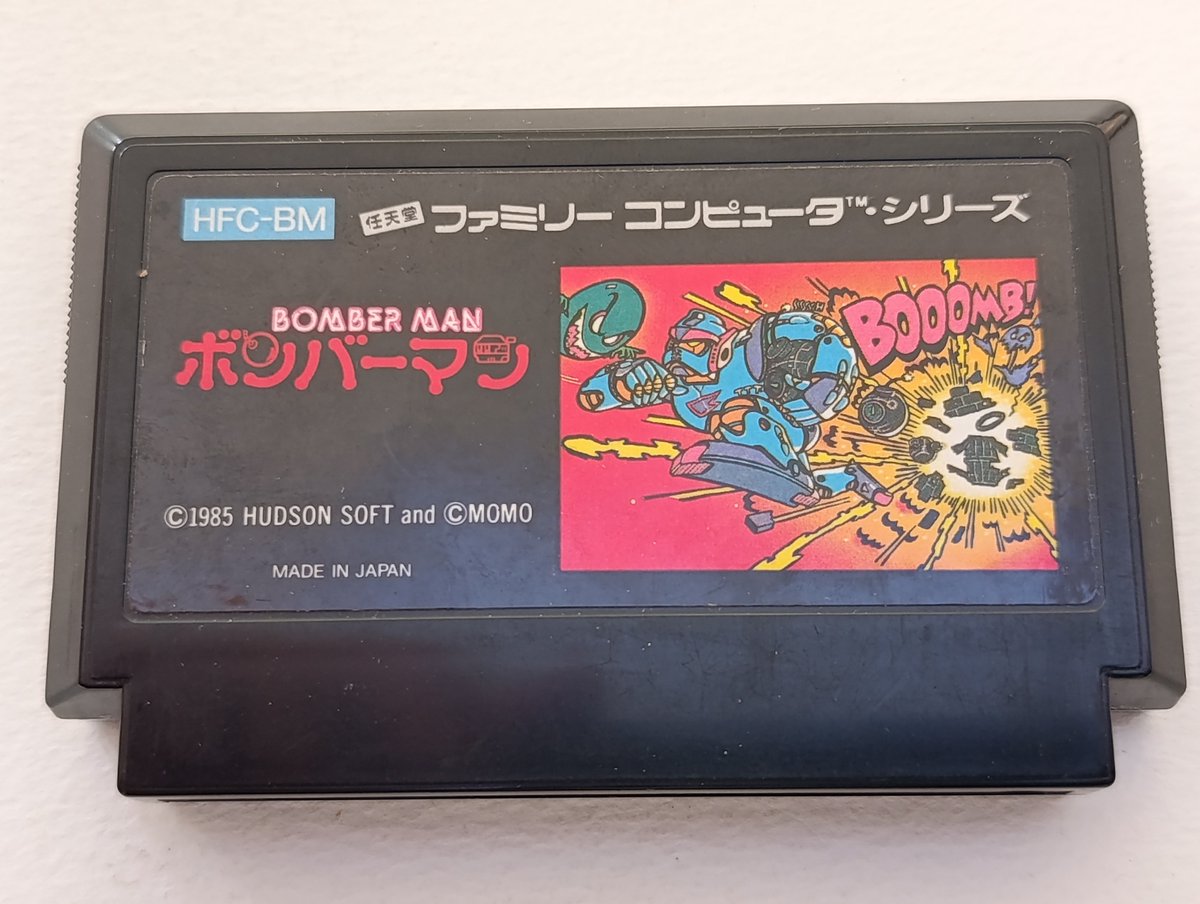 HFC-BM 任天堂 ファミリー コンピュータ™・シリーズ
BOMBER MAN
ボンバーマン
BOOOMB!
©1985 HUDSON SOFT and ©MOMO
MADE IN JAPAN